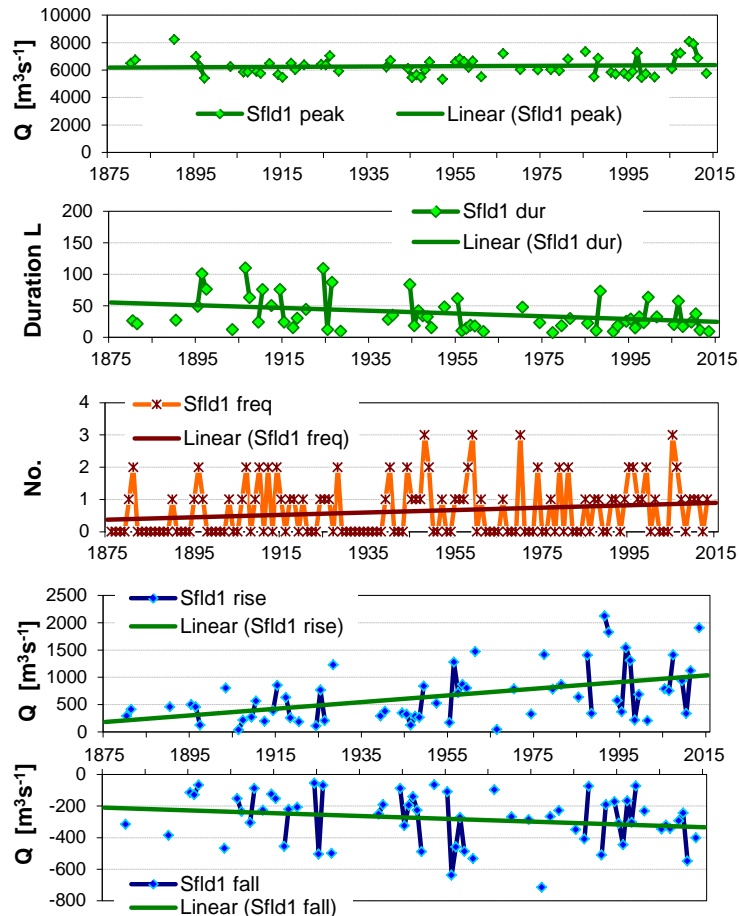 10000
8000
6000
4000
2000
0
Q [m³s⁻¹]
Sfld1 peak
Linear (Sfld1 peak)
1875 1895 1915 1935 1955 1975 1995 2015
200
150
100
50
0
Duration L
Sfld1 dur
Linear (Sfld1 dur)
1875 1895 1915 1935 1955 1975 1995 2015
4
3
2
1
0
No.
Sfld1 freq
Linear (Sfld1 freq)
1875 1895 1915 1935 1955 1975 1995 2015
2500
2000
1500
1000
500
0
Q [m³s⁻¹]
Sfld1 rise
Linear (Sfld1 rise)
1875 1895 1915 1935 1955 1975 1995 2015
0
-200
-400
-600
-800
Q [m³s⁻¹]
Sfld1 fall
Linear (Sfld1 fall)